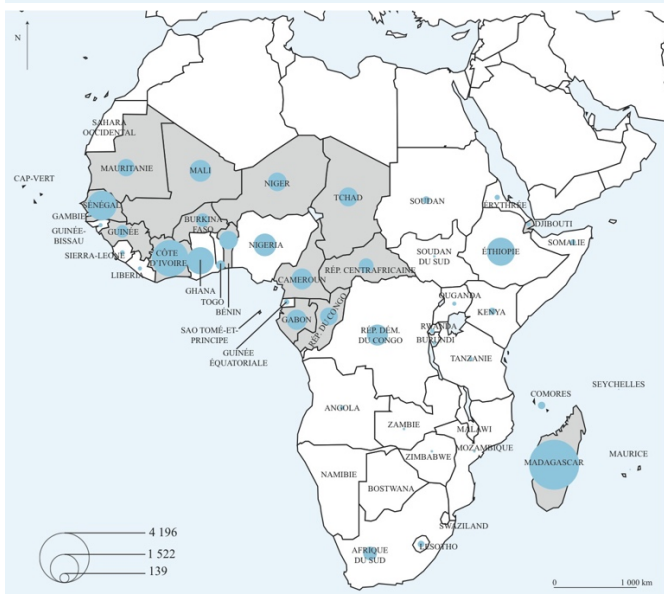 N
SAHARA
OCCIDENTAL
CAP-VERT
MAURITANIE
MALI
NIGER
TCHAD
SOUDAN
ÉRYTHRÉE
SÉNÉGAL
GAMBIE
GUINÉE-
BISSAU
GUINÉE
BURKINA
FASO
DJIBOUTI
SIERRA-LEONE
LIBERIA
CÔTE
D'IVOIRE
GHANA
TOGO
BÉNIN
NIGERIA
CAMEROUN
RÉP. CENTRAFRICAINE
SOUDAN
DU SUD
ÉTHIOPIE
SOMALIE
SAO TOMÉ-ET-
PRINCIPE
GUINÉE
ÉQUATORIALE
GABON
RÉP. DU CONGO
RÉP. DÉM.
DU CONGO
OUGANDA
RWANDA
BURUNDI
KENYA
TANZANIE
SEYCHELLES
COMORES
ANGOLA
ZAMBIE
MALAWI
MOZAMBIQUE
ZIMBABWE
MADAGASCAR
MAURICE
NAMIBIE
BOSTWANA
SWAZILAND
LESOTHO
AFRIQUE
DU SUD
4 196
1 522
139
0 1 000 km